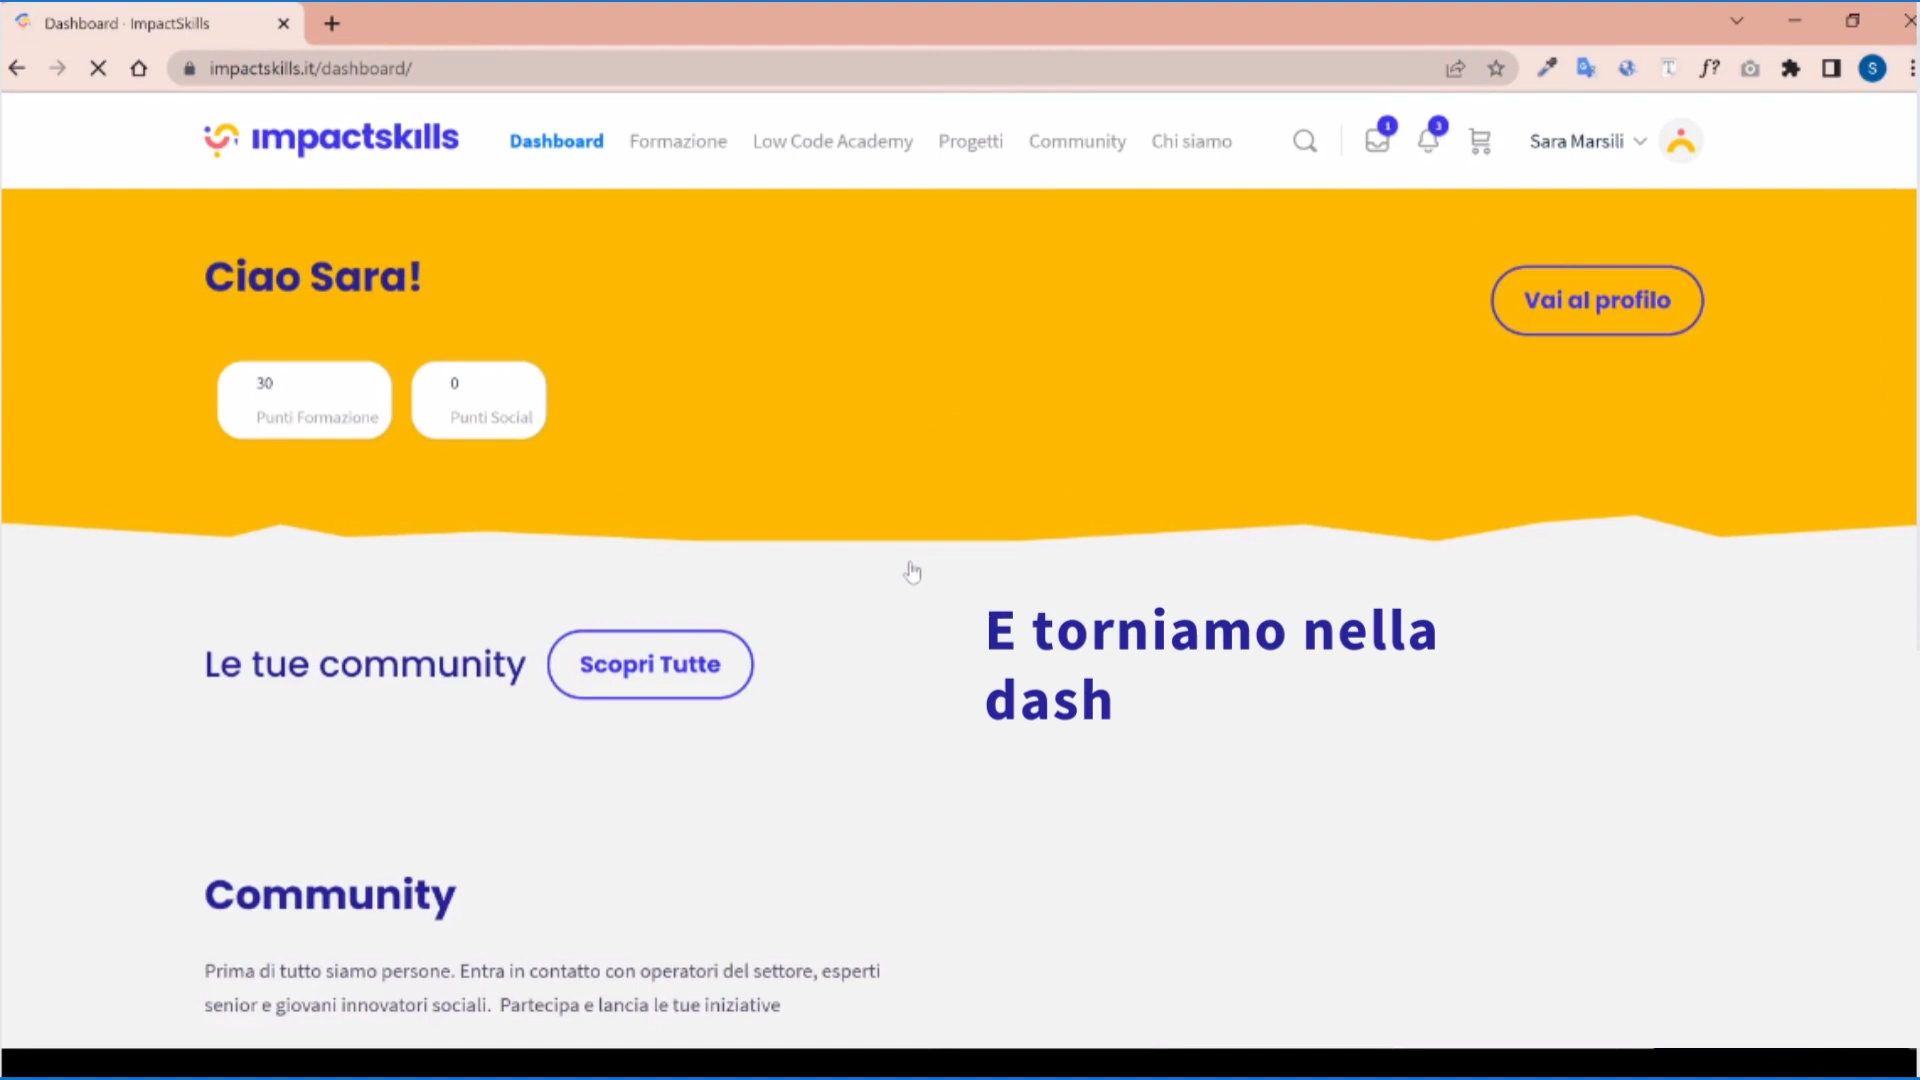 Dashboard · ImpactSkills
impactskills.it/dashboard/
f?
S
ımpactskılls
Dashboard
Formazione
Low Code Academy
Progetti
Community
Chi siamo
1
3
Sara Marsili
Ciao Sara!
Vai al profilo
30
Punti Formazione
0
Punti Social
Le tue community
Scopri Tutte
E torniamo nella
dash
Community
Prima di tutto siamo persone. Entra in contatto con operatori del settore, esperti
senior e giovani innovatori sociali. Partecipa e lancia le tue iniziative